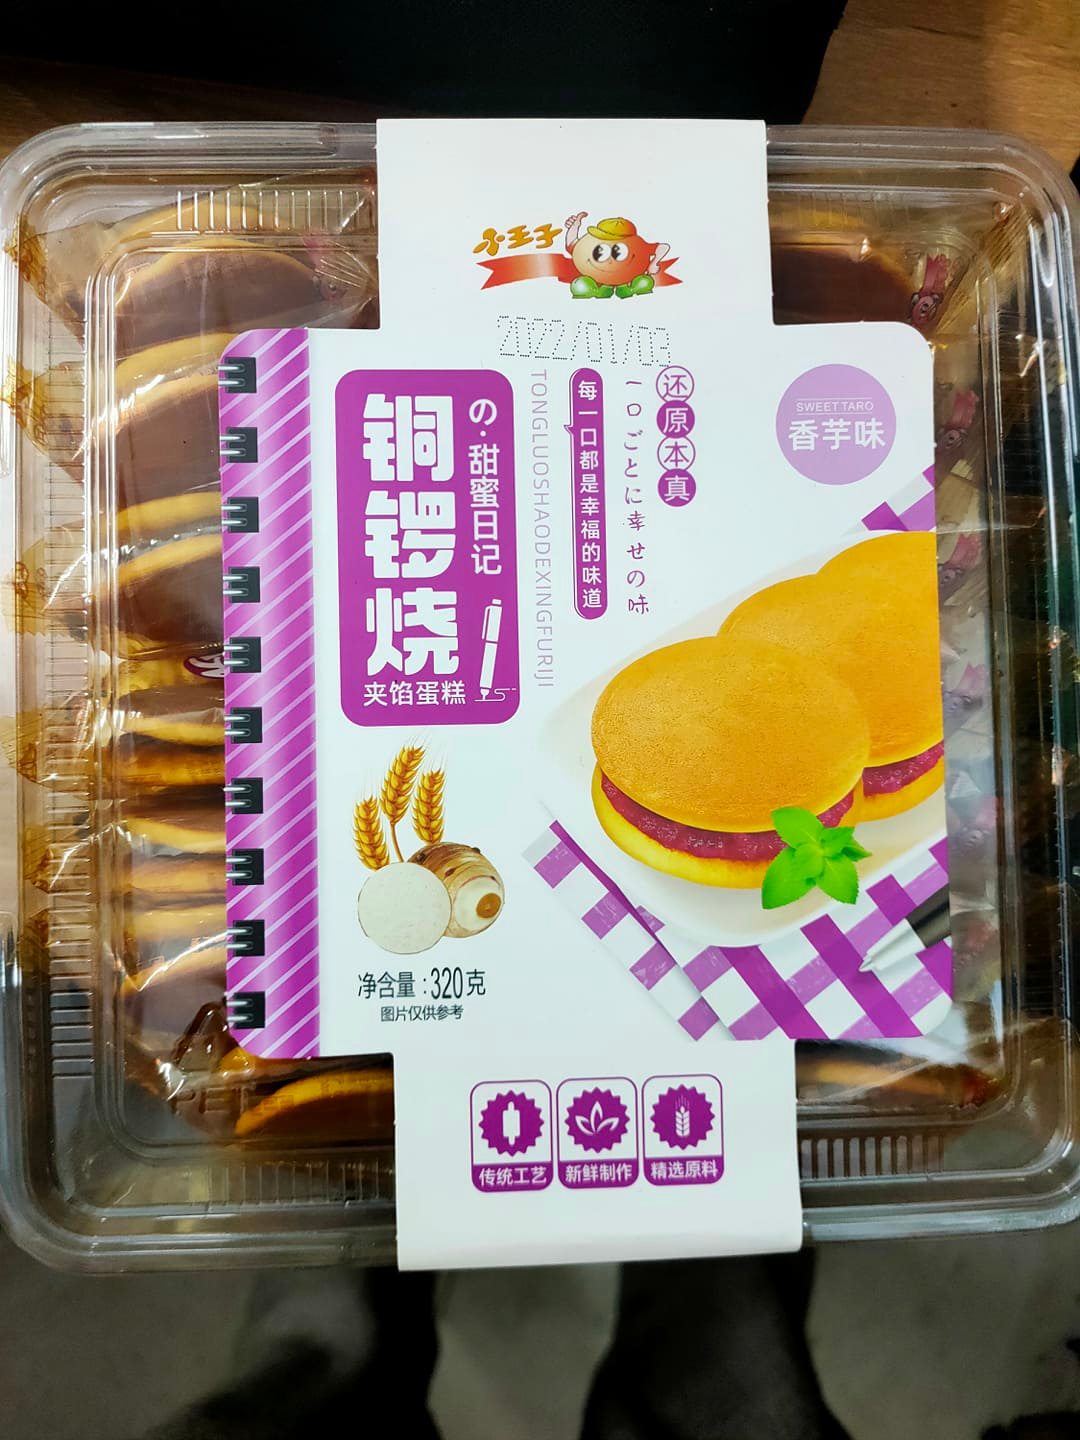 小王子
2022/01/03
铜锣烧
の·甜蜜日记
夹馅蛋糕
TONGLUOSHAODEXINGFURIJI
每一口都是幸福的味道
一口ごとに幸せの味
还原本真
SWEET TARO
香芋味
净含量:320克
图片仅供参考
传统工艺
新鲜制作
精选原料